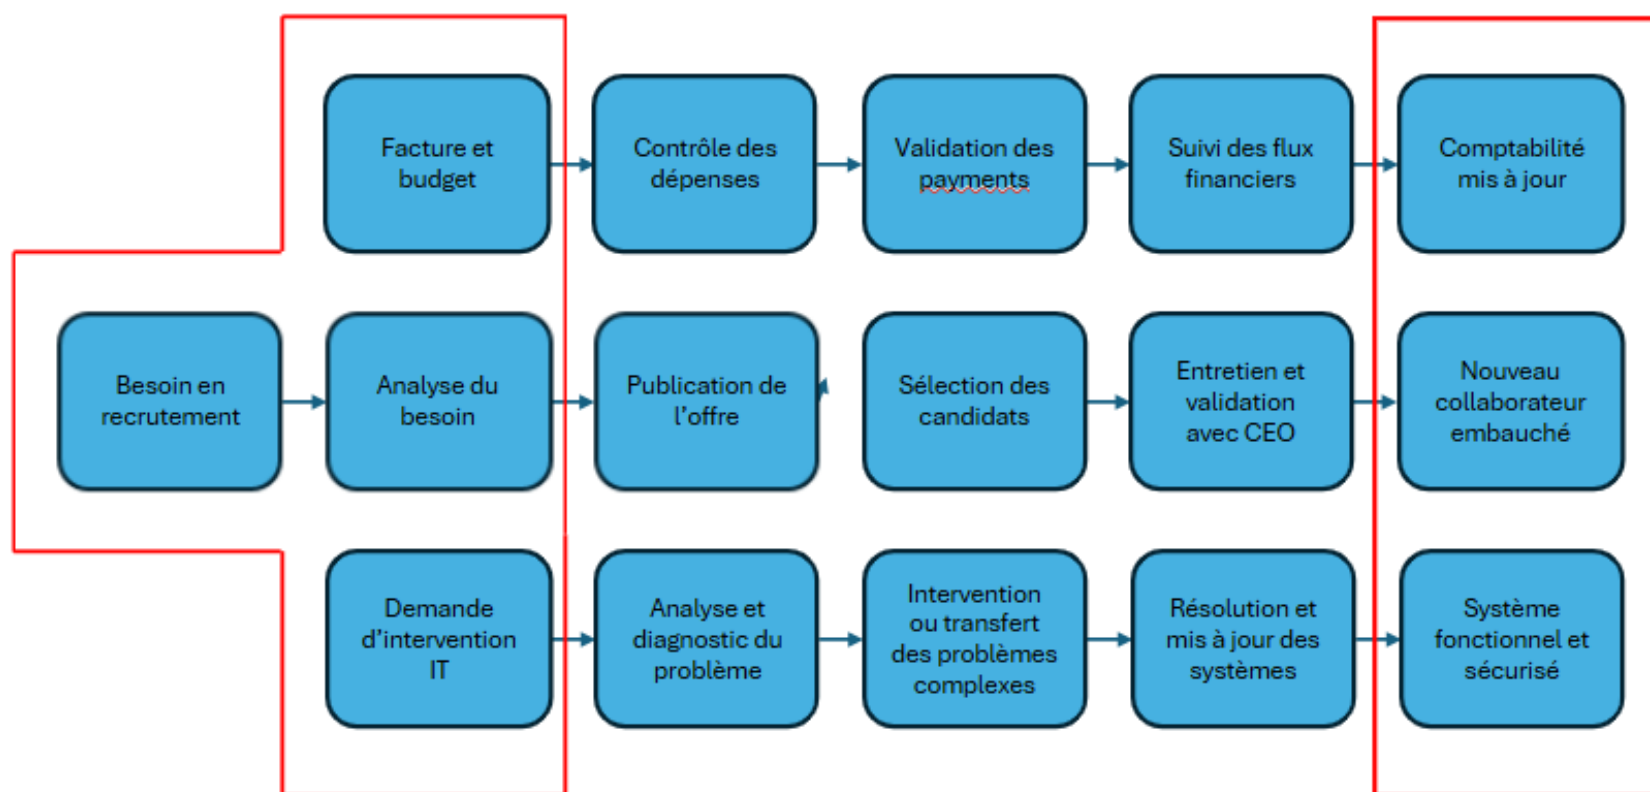 Facture et
budget
Contrôle des
dépenses
Validation des
payments
Suivi des flux
financiers
Comptabilité
mis à jour
Besoin en
recrutement
Analyse du
besoin
Publication de
l'offre
Sélection des
candidats
Entretien et
validation
avec CEO
Nouveau
collaborateur
embauché
Demande
d'intervention
IT
Analyse et
diagnostic du
problème
Intervention
ou transfert
des problèmes
complexes
Résolution et
mis à jour des
systèmes
Système
fonctionnel et
sécurisé